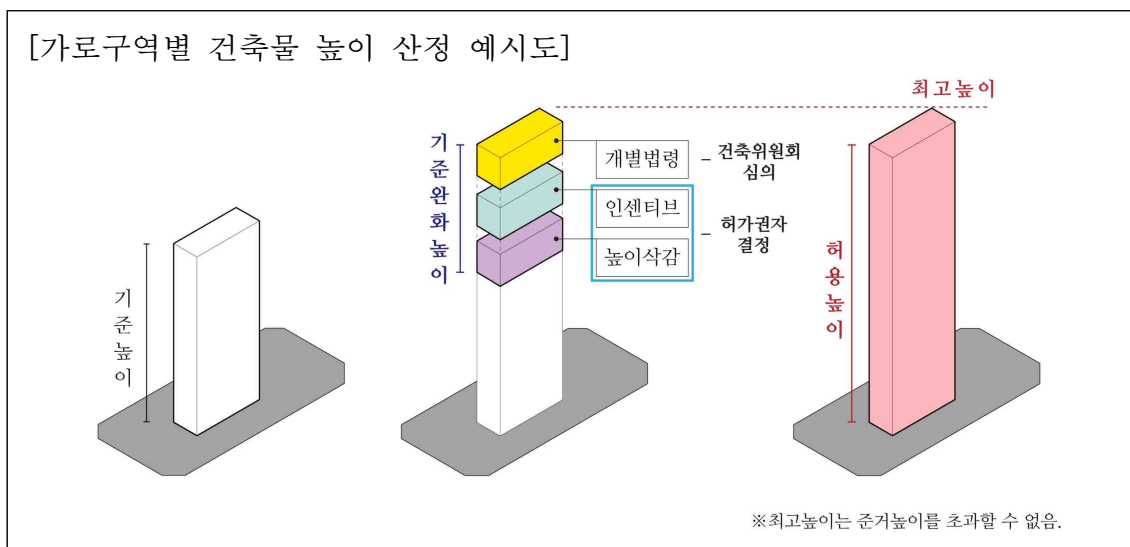 [가로구역별 건축물 높이 산정 예시도]
최고높이
기준완화높이
개별법령
– 건축위원회
심의
인센티브
– 허가권자
결정
높이삭감
기준높이
허용높이
※최고높이는 준거높이를 초과할 수 없음.